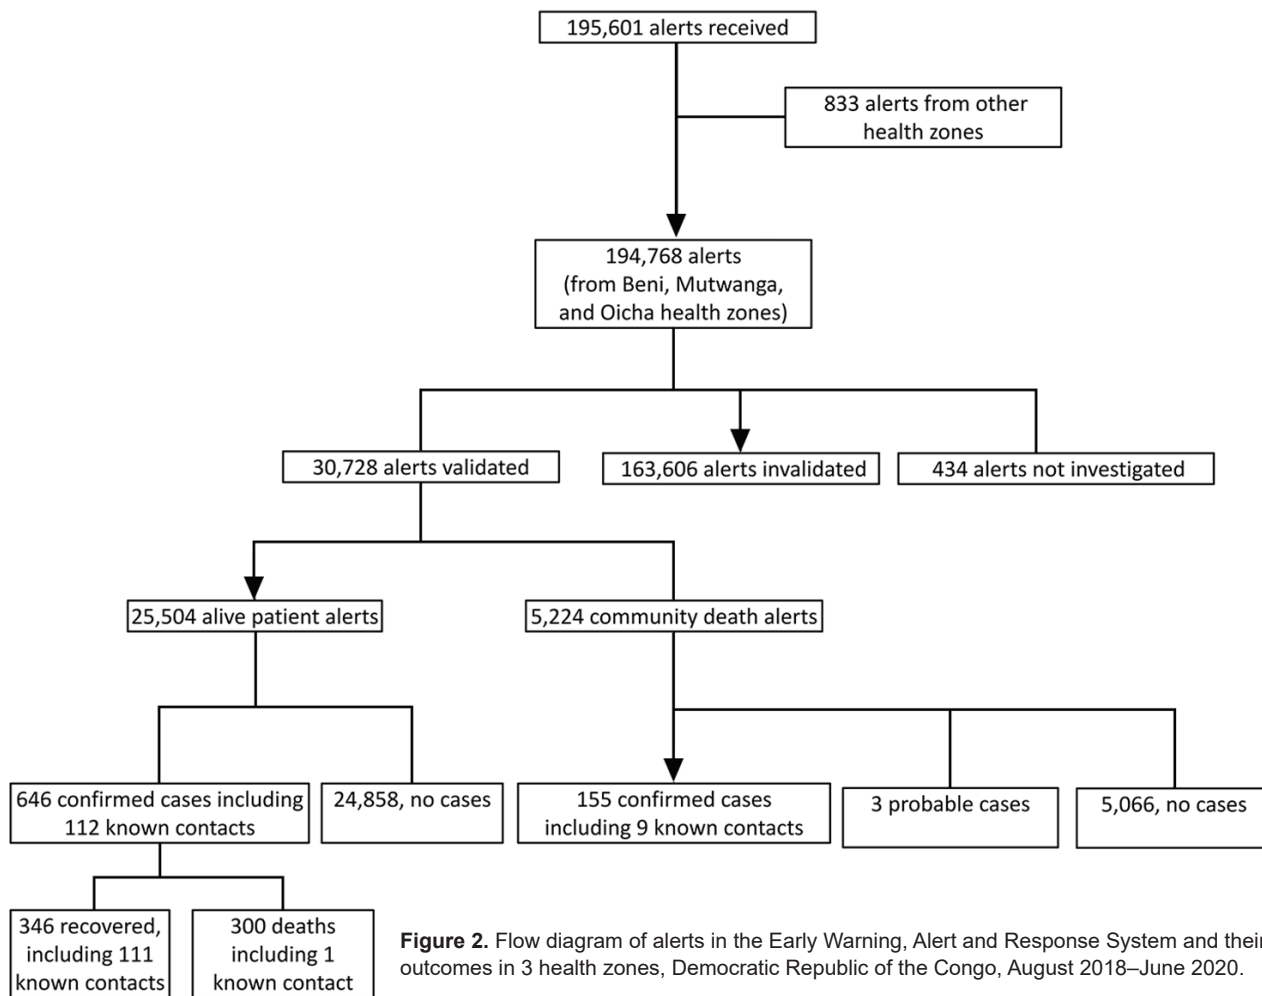 195,601 alerts received
833 alerts from other
health zones
194,768 alerts
(from Beni, Mutwanga,
and Oicha health zones)
30,728 alerts validated
163,606 alerts invalidated
434 alerts not investigated
25,504 alive patient alerts
5,224 community death alerts
646 confirmed cases including
112 known contacts
24,858, no cases
155 confirmed cases
including 9 known contacts
3 probable cases
5,066, no cases
346 recovered,
including 111
known contacts
300 deaths
including 1
known contact
Figure 2. Flow diagram of alerts in the Early Warning, Alert and Response System and their
outcomes in 3 health zones, Democratic Republic of the Congo, August 2018–June 2020.